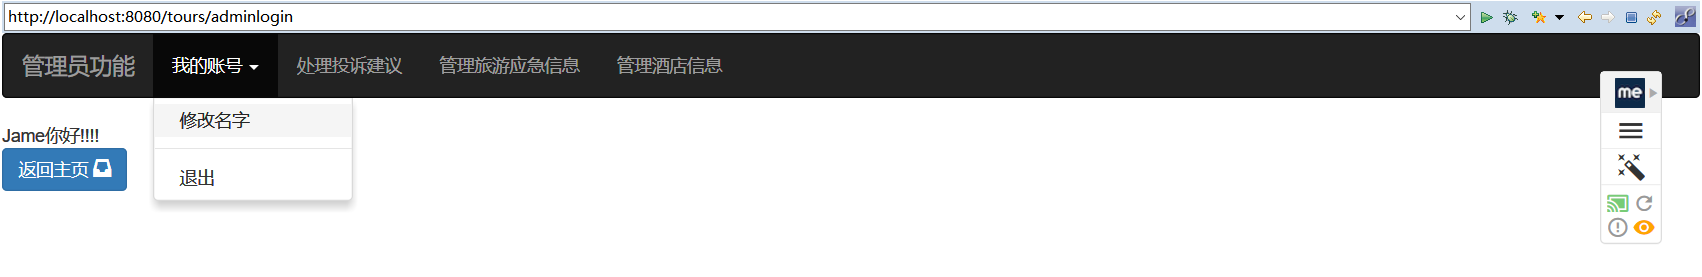 http://localhost:8080/tours/adminlogin
管理员功能 我的账号 处理投诉建议 管理旅游应急信息 管理酒店信息
me
修改名字
Jame你好!!!!
返回主页
退出